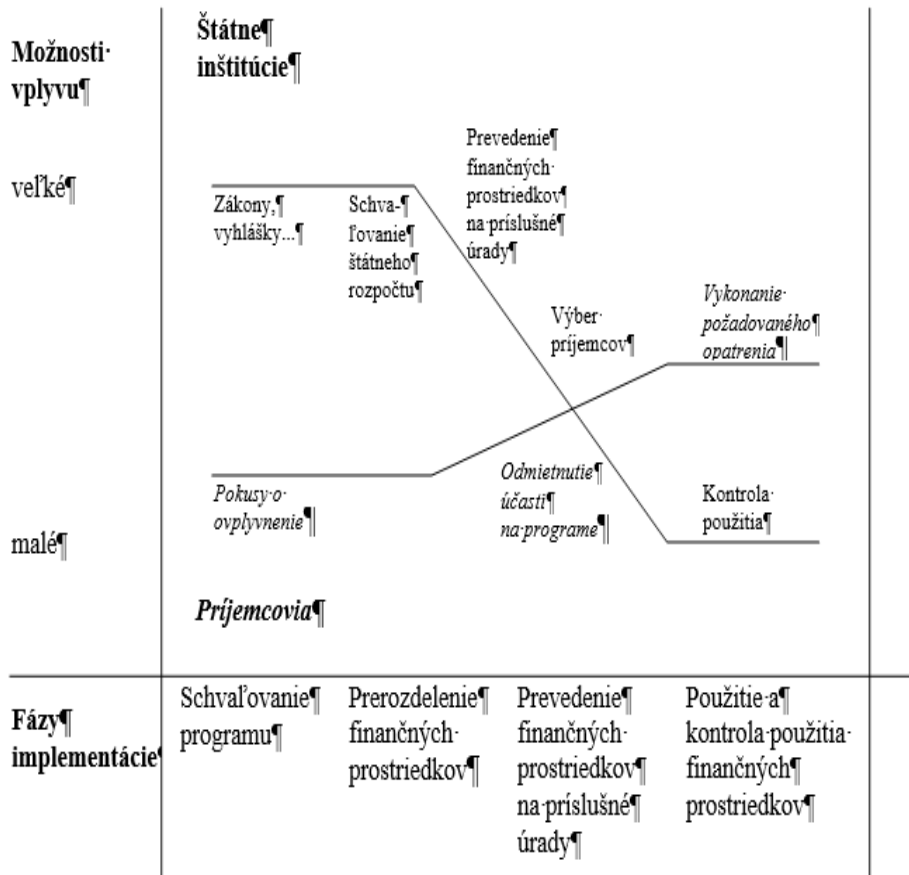 Možnosti·
vplyvu¶
Štátne¶
inštitúcie¶
veľké¶
Zákony,¶
vyhlášky...¶
Schva-¶
ľovanie¶
štátneho¶
rozpočtu¶
Prevedenie¶
finančných·
prostriedkov¶
na·príslušné¶
úrady¶
Výber·
príjemcov¶
Vykonanie·
požadovaného¶
opatrenia¶
Pokusy·o·
ovplyvnenie¶
Odmietnutie¶
účasti¶
na·programe¶
Kontrola·
použitia¶
malé¶
Príjemcovia¶
Fázy¶
implementácie¶
Schvaľovanie¶
programu¶
Prerozdelenie¶
finančných·
prostriedkov¶
Prevedenie¶
finančných·
prostriedkov¶
na·príslušné¶
úrady¶
Použitie·a¶
kontrola·použitia·
finančných¶
prostriedkov¶